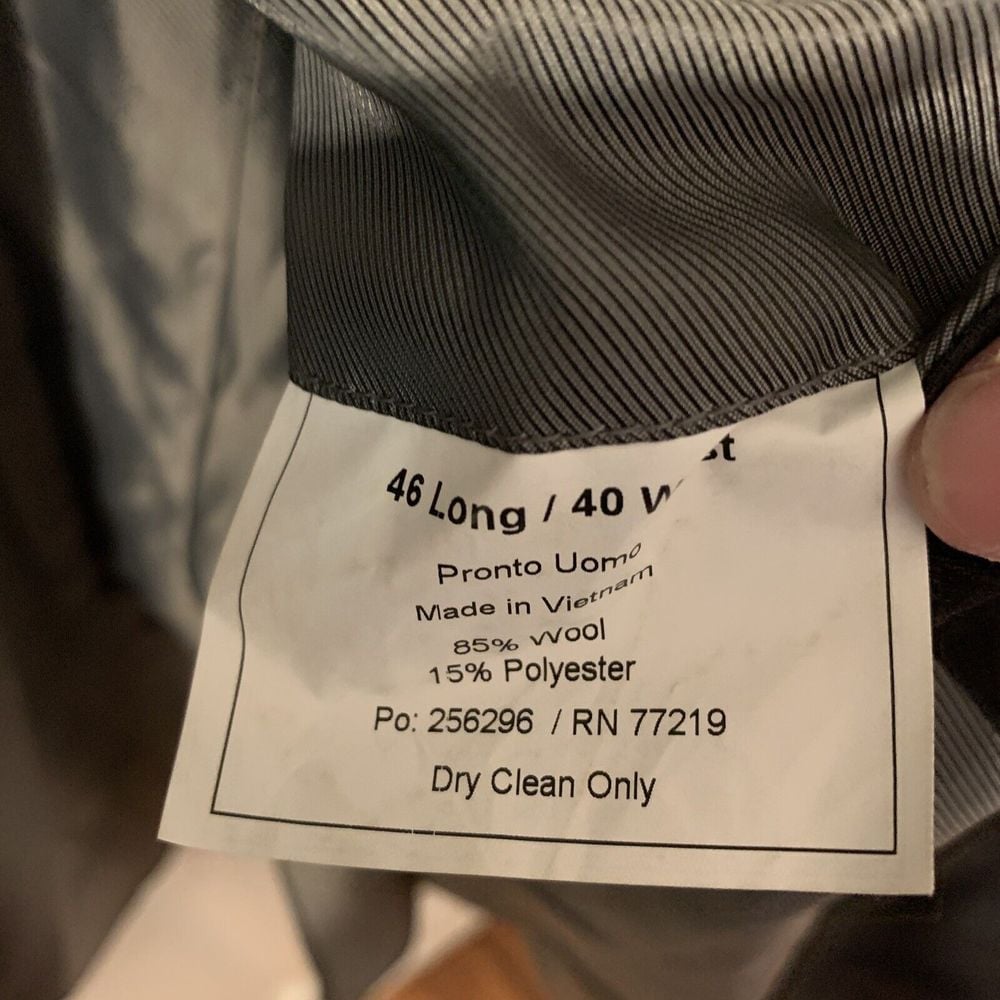 46 Long / 40 W st
Pronto Uomo
Made in Vietnam
85% Wool
15% Polyester
Po: 256296 / RN 77219
Dry Clean Only